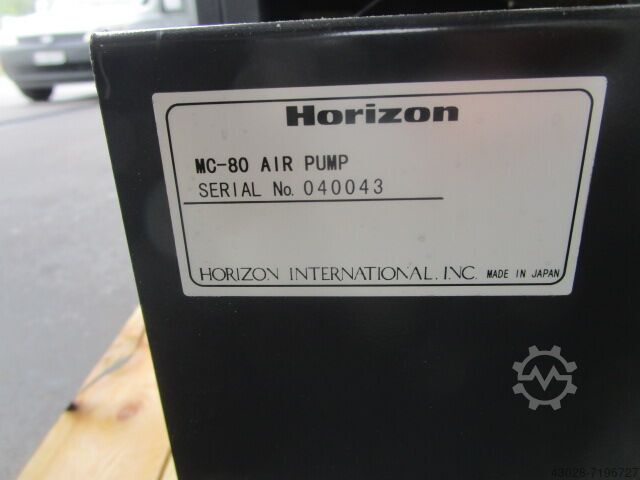 Horizon
MC-80 AIR PUMP
SERIAL No. 040043
HORIZON INTERNATIONAL. INC. MADE IN JAPAN
43028-7196727